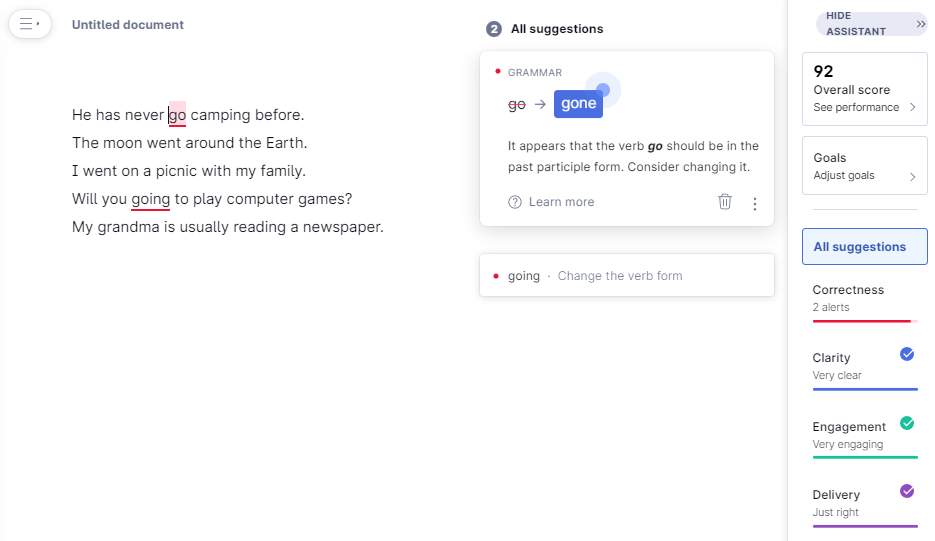 Untitled document
He has never go camping before.
The moon went around the Earth.
I went on a picnic with my family.
Will you going to play computer games?
My grandma is usually reading a newspaper.
2 All suggestions
GRAMMAR
go → gone
It appears that the verb go should be in the
past participle form. Consider changing it.
Learn more
going · Change the verb form
HIDE
ASSISTANT
92
Overall score
See performance
Goals
Adjust goals
All suggestions
Correctness
2 alerts
Clarity
Very clear
Engagement
Very engaging
Delivery
Just right